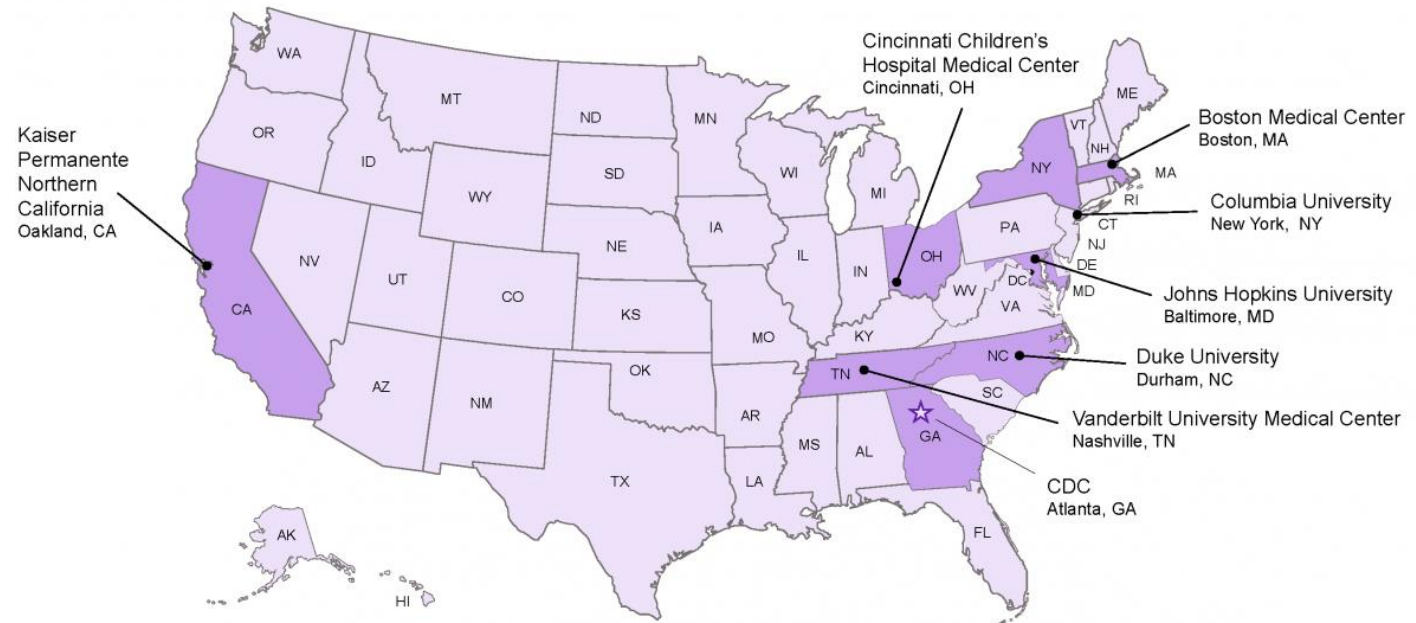 Kaiser
Permanente
Northern
California
Oakland, CA
Cincinnati Children's
Hospital Medical Center
Cincinnati, OH
Boston Medical Center
Boston, MA
Columbia University
New York, NY
Johns Hopkins University
Baltimore, MD
Duke University
Durham, NC
Vanderbilt University Medical Center
Nashville, TN
CDC
Atlanta, GA
WA
OR
CA
ID
NV
MT
WY
UT
AZ
CO
NM
ND
SD
NE
KS
OK
TX
MN
IA
MO
AR
LA
WI
IL
MS
MI
IN
KY
TN
AL
OH
WV
GA
FL
SC
NC
VA
DC
MD
DE
PA
NJ
NY
CT
RI
MA
VT
NH
ME
AK
HI